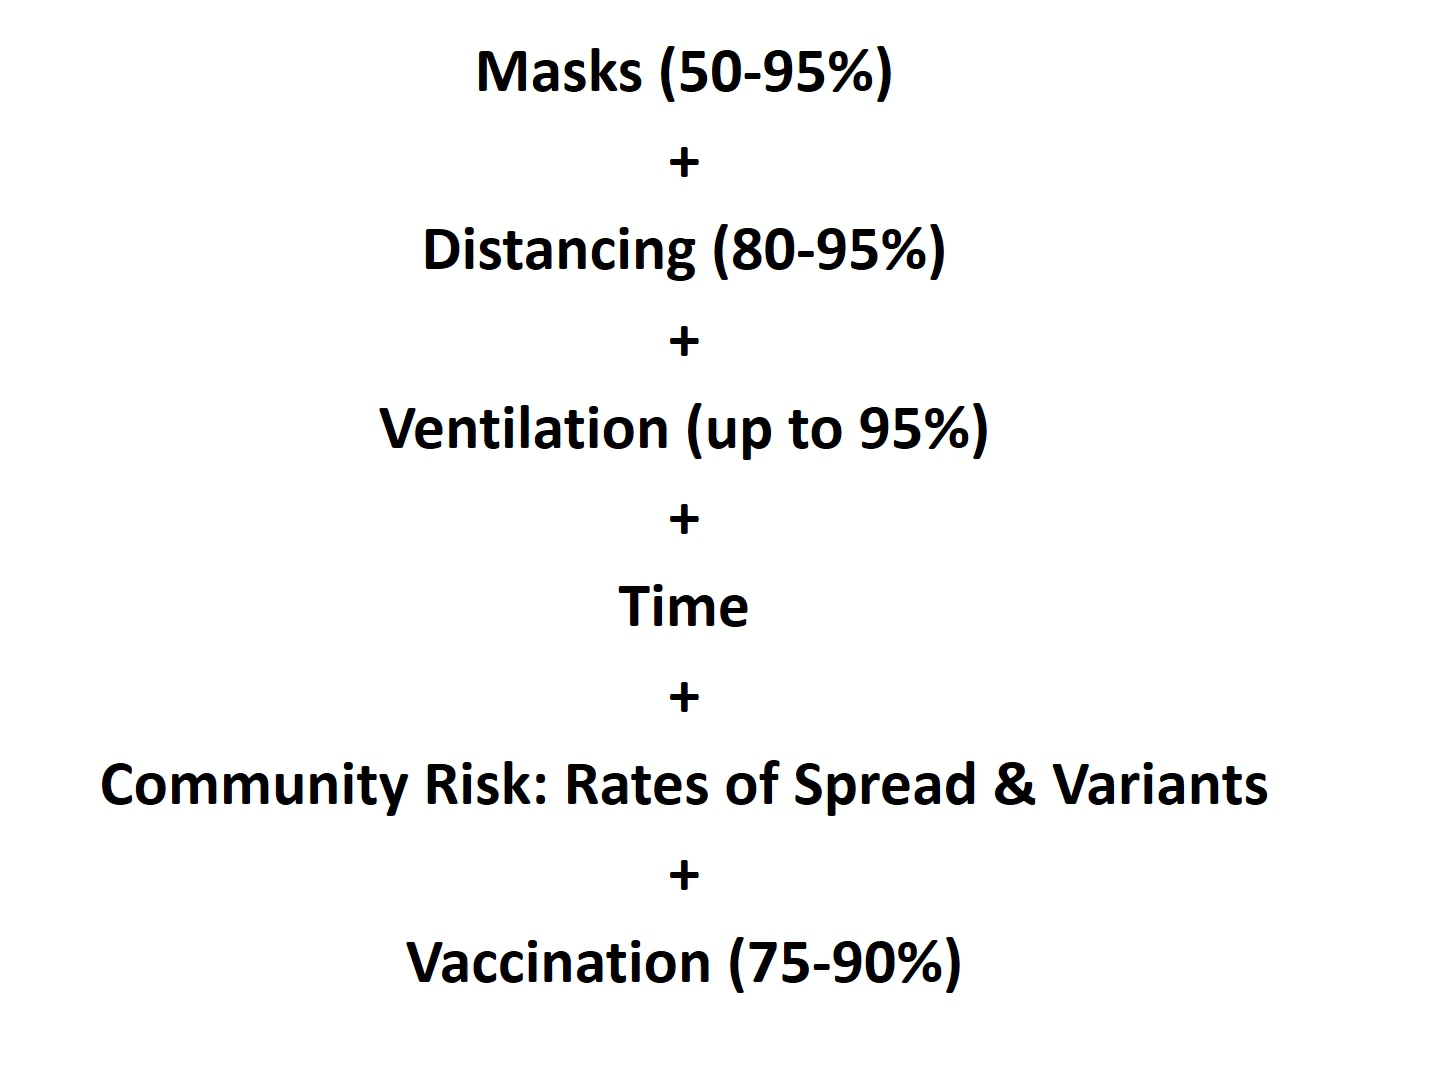 Masks (50-95%)
+
Distancing (80-95%)
+
Ventilation (up to 95%)
+
Time
+
Community Risk: Rates of Spread & Variants
+
Vaccination (75-90%)